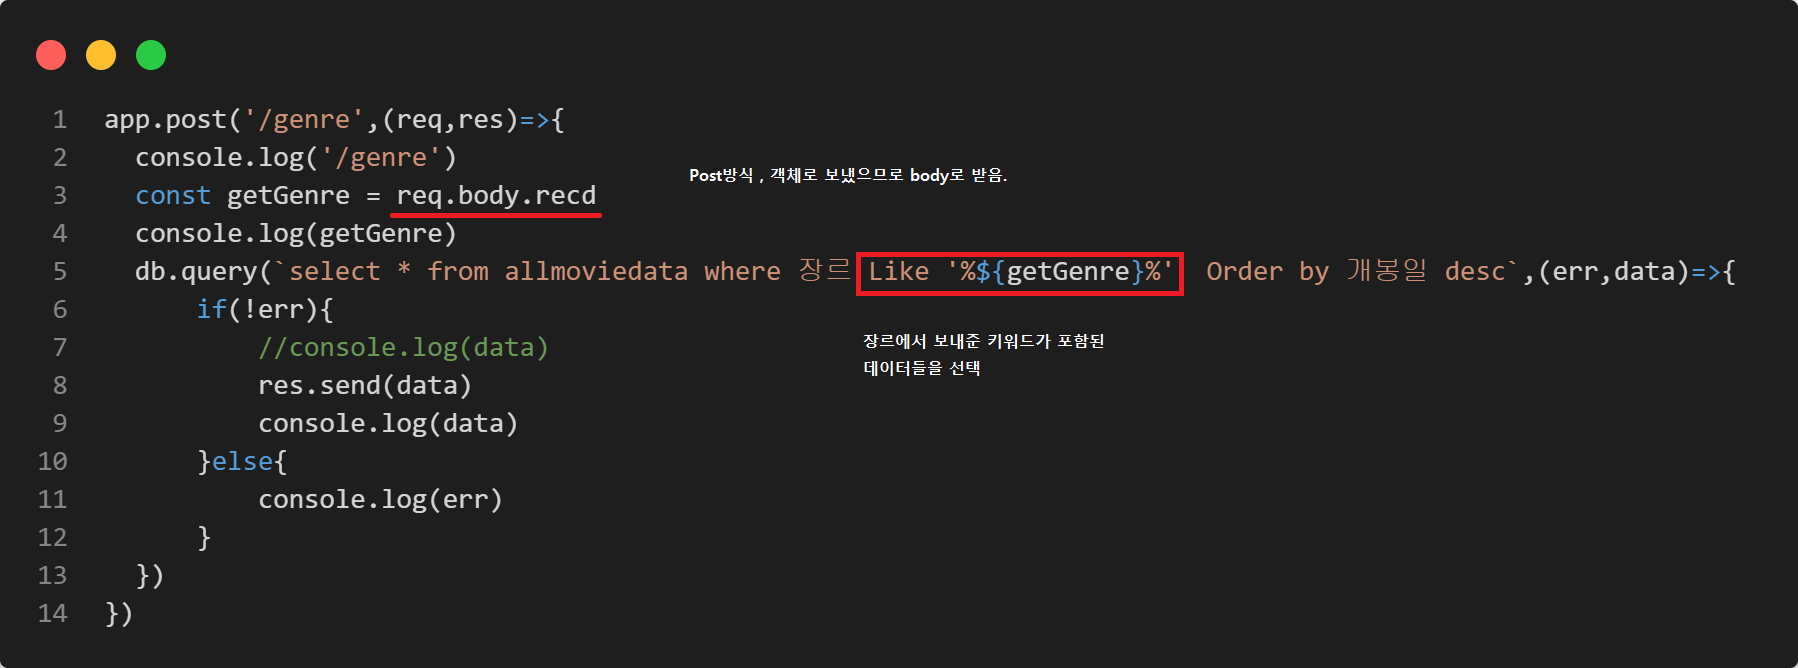 1 app.post('/genre',(req,res)=>{
2 console.log('/genre')
Post방식 , 객체로 보냈으므로 body로 받음.
3 const getGenre = req.body.recd
4 console.log(getGenre)
5 db.query(`select * from allmoviedata where 장르 Like '%${getGenre}%' Order by 개봉일 desc`,(err,data)=>{
6 if(!err){
장르에서 보내준 키워드가 포함된
7 //console.log(data)
데이터들을 선택
8 res.send(data)
9 console.log(data)
10 }else{
11 console.log(err)
12 }
13 })
14 })